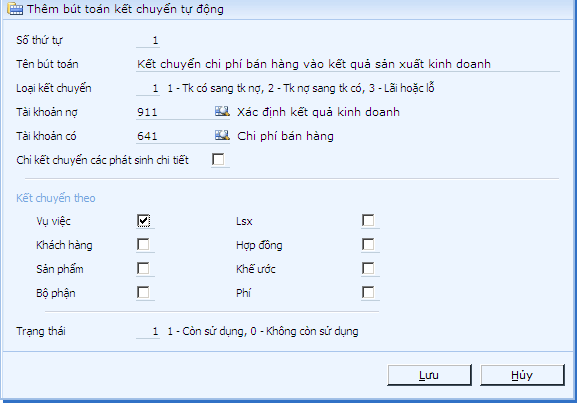 Thêm bút toán kết chuyển tự động
Số thứ tự 1
Tên bút toán Kết chuyển chi phí bán hàng vào kết quả sản xuất kinh doanh
Loại kết chuyển 1 1 - Tk có sang tk nợ, 2 - Tk nợ sang tk có, 3 - Lãi hoặc lỗ
Tài khoản nợ 911 Xác định kết quả kinh doanh
Tài khoản có 641 Chi phí bán hàng
Chỉ kết chuyển các phát sinh chi tiết
Kết chuyển theo
Vụ việc Lsx
Khách hàng Hợp đồng
Sản phẩm Khế ước
Bộ phận Phí
Trạng thái 1 1 - Còn sử dụng, 0 - Không còn sử dụng
Lưu Hủy